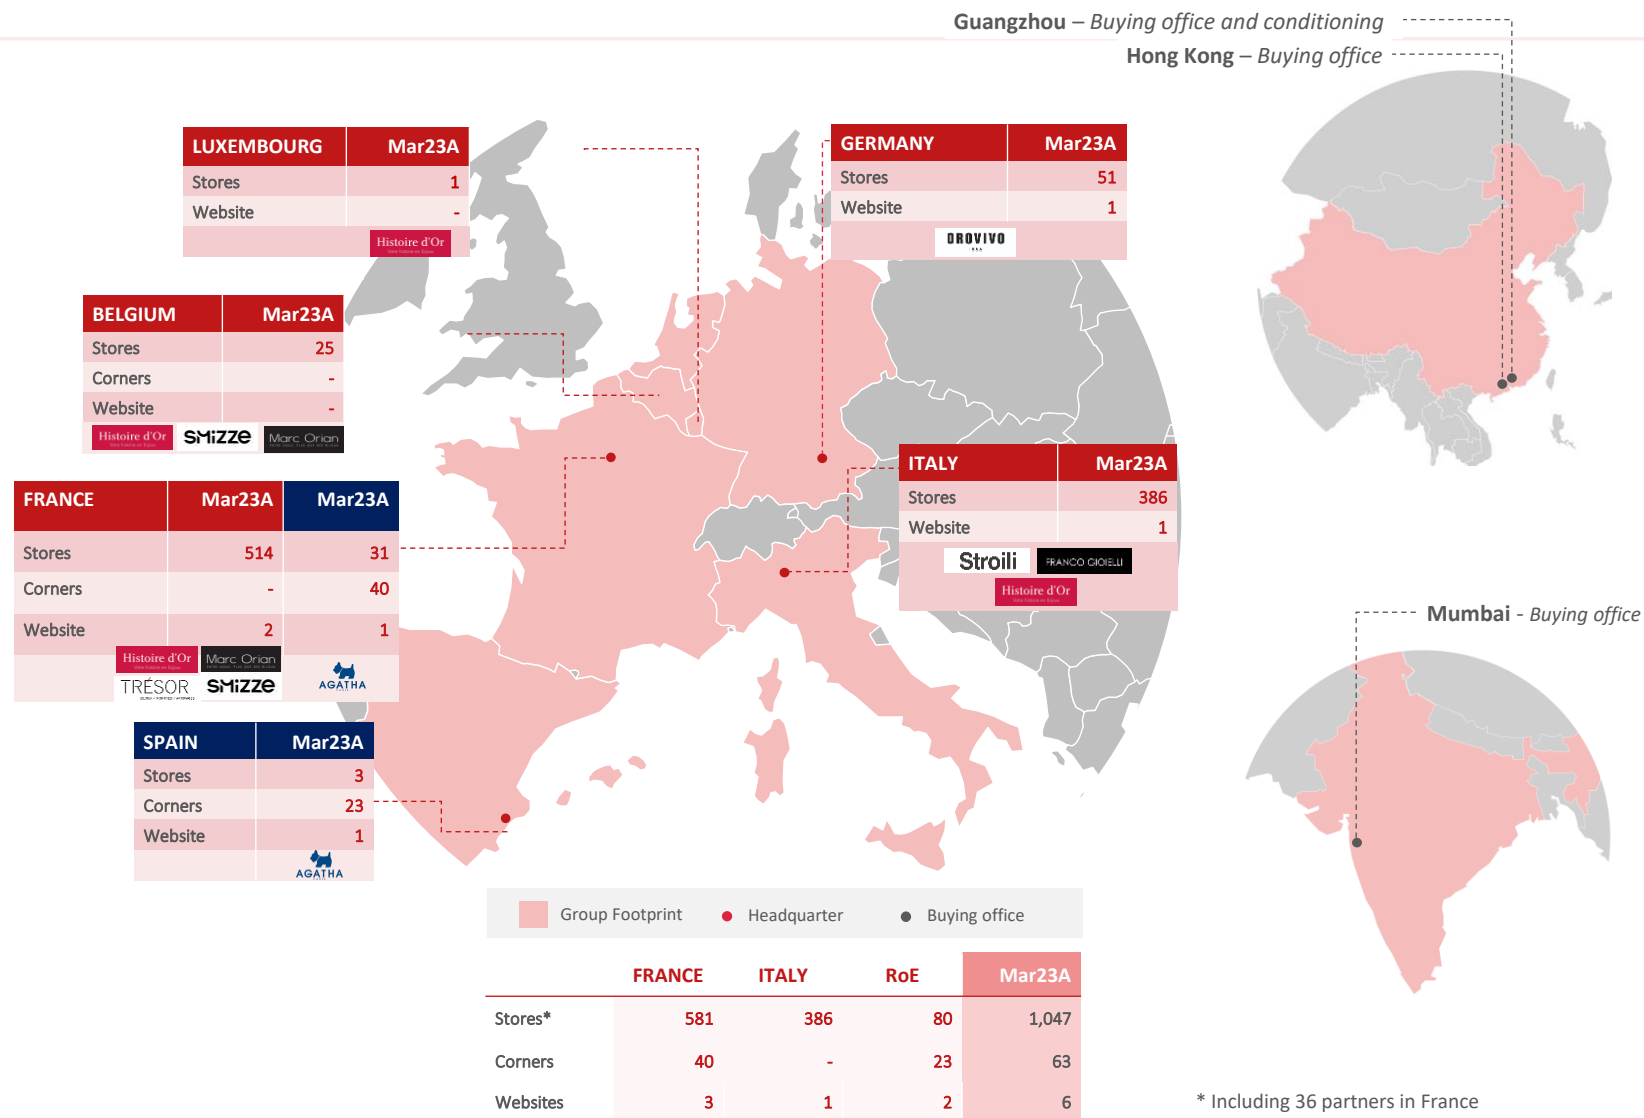 Guangzhou – Buying office and conditioning
Hong Kong – Buying office
LUXEMBOURG Mar23A
Stores 1
Website -
Histoire d'Or
GERMANY Mar23A
Stores 51
Website 1
OROVIVO
BELGIUM Mar23A
Stores 25
Corners -
Website -
Histoire d'Or SMIZZE Marc Orian
ITALY Mar23A
Stores 386
Website 1
Stroili FRANCO GIOIELLI
Histoire d'Or
FRANCE Mar23A Mar23A
Stores 514 31
Corners - 40
Website 2 1
Histoire d'Or Marc Orian
TRÉSOR SMIZZE AGATHA
Mumbai - Buying office
SPAIN Mar23A
Stores 3
Corners 23
Website 1
AGATHA
Group Footprint Headquarter Buying office
FRANCE ITALY RoE Mar23A
Stores* 581 386 80 1,047
Corners 40 - 23 63
Websites 3 1 2 6
* Including 36 partners in France